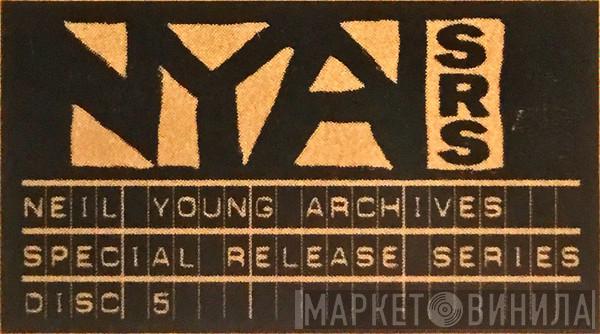 NYA
SRS
NEIL YOUNG ARCHIVES
SPECIAL RELEASE SERIES
DISC 5
МАРКЕТ ВИНИЛА